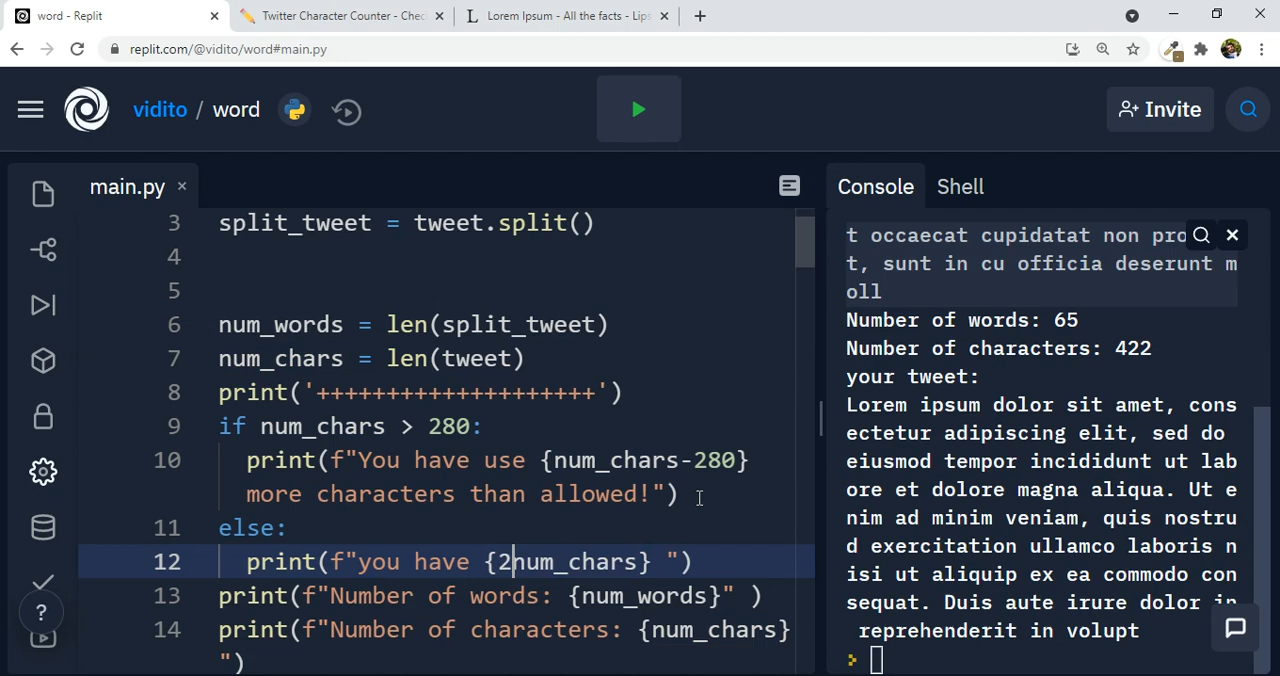 word - Replit
Twitter Character Counter - Chec
Lorem Ipsum - All the facts - Lips
replit.com/@vidito/word#main.py
vidito / word
Invite
main.py
Console
Shell
3 split_tweet = tweet.split()
4
5
6 num_words = len(split_tweet)
7 num_chars = len(tweet)
8 print('++++++++++++++++++++')
9 if num_chars > 280:
10 print(f"You have use {num_chars-280}
more characters than allowed!")
11 else:
12 print(f"you have {2num_chars} ")
13 print(f"Number of words: {num_words}" )
14 print(f"Number of characters: {num_chars}
")
t occaecat cupidatat non pro
t, sunt in cu officia deserunt m
oll
Number of words: 65
Number of characters: 422
your tweet:
Lorem ipsum dolor sit amet, cons
ectetur adipiscing elit, sed do
eiusmod tempor incididunt ut lab
ore et dolore magna aliqua. Ut e
nim ad minim veniam, quis nostru
d exercitation ullamco laboris n
isi ut aliquip ex ea commodo con
sequat. Duis aute irure dolor in
reprehenderit in volupt
?